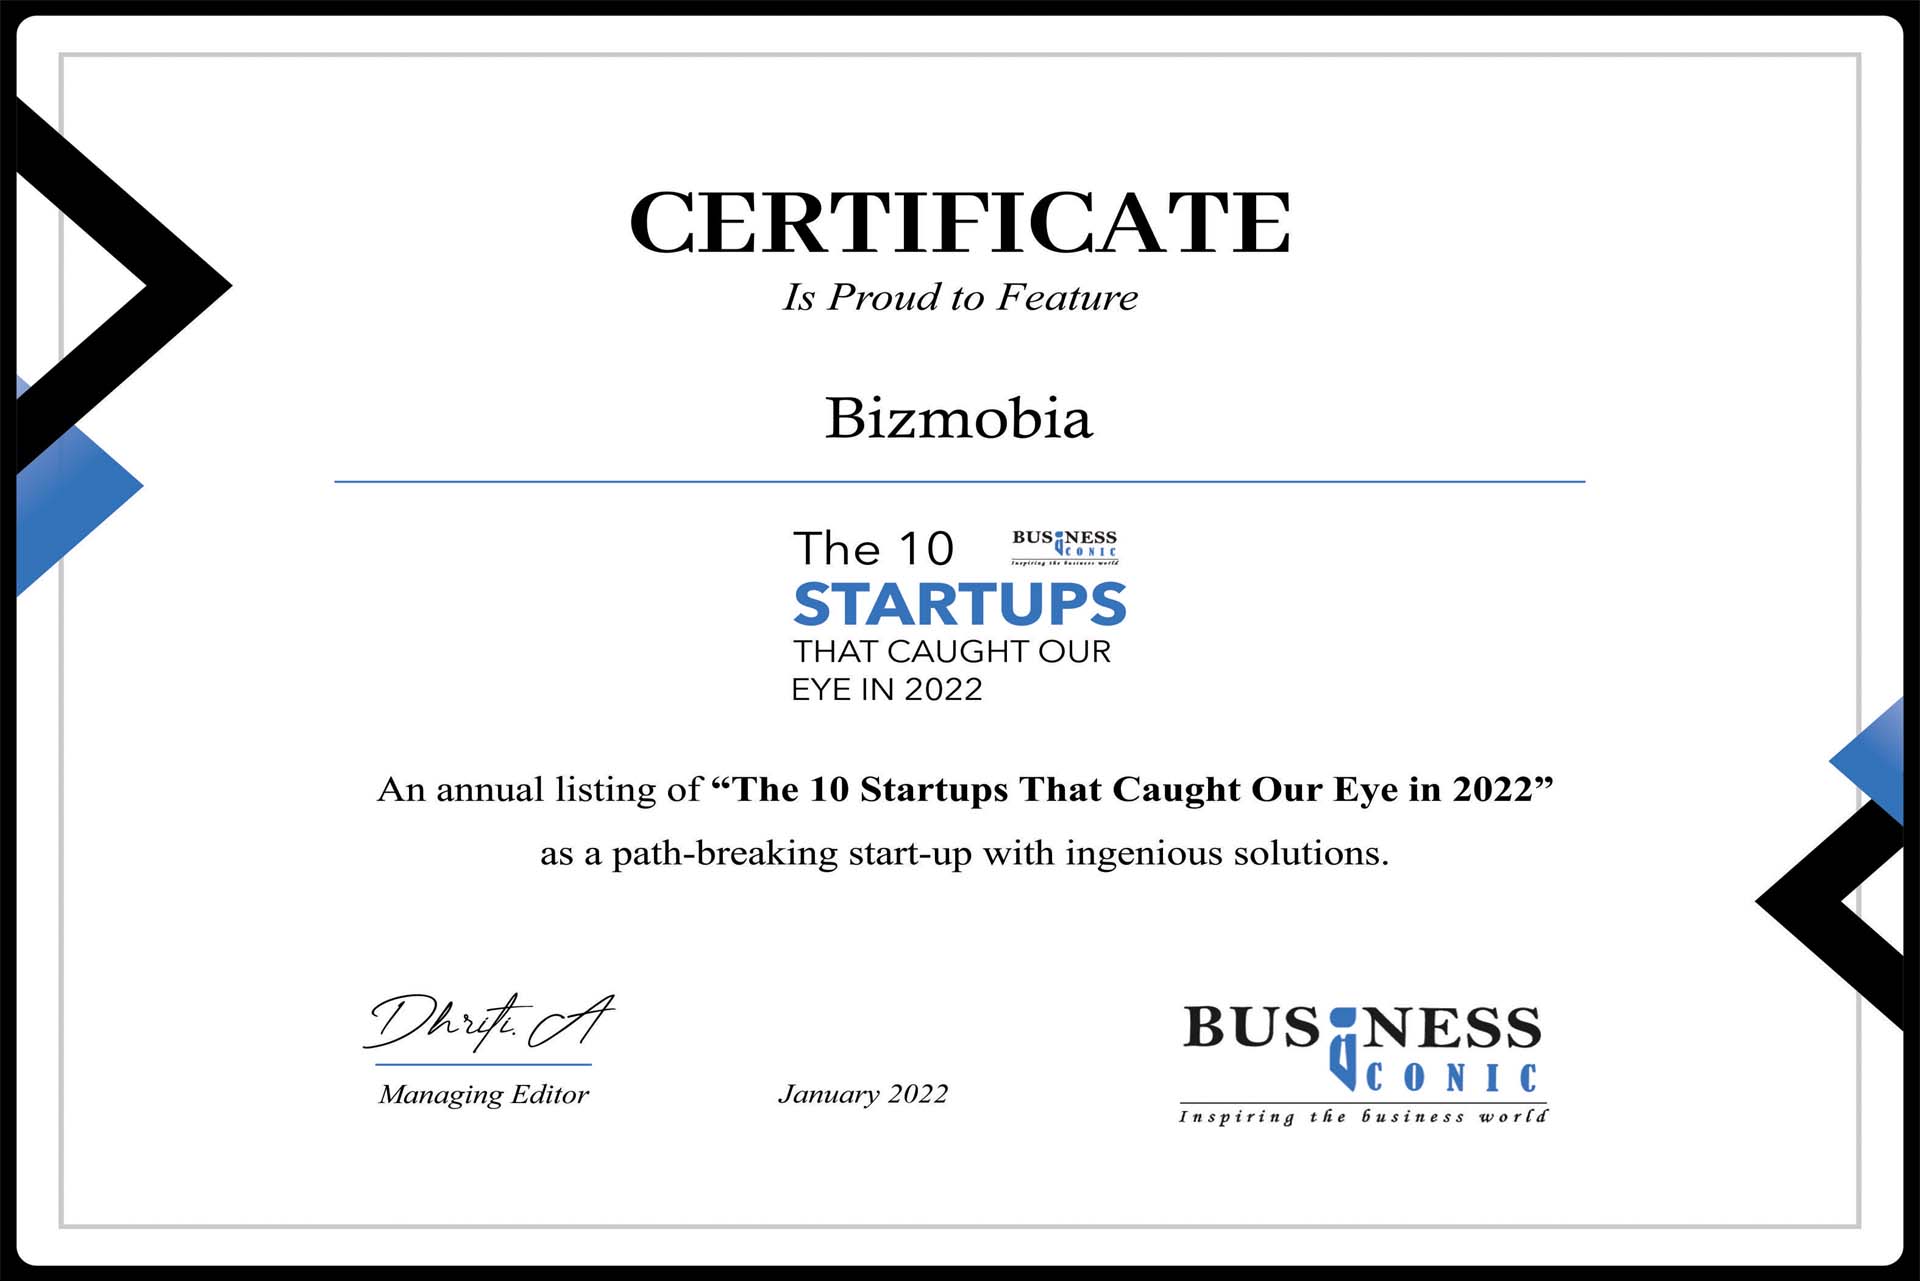 CERTIFICATE
Is Proud to Feature
Bizmobia
The 10
BUSiNESS
CONIC
Inspiring the business world
STARTUPS
THAT CAUGHT OUR
EYE IN 2022
An annual listing of “The 10 Startups That Caught Our Eye in 2022”
as a path-breaking start-up with ingenious solutions.
Dhriti. A
Managing Editor
January 2022
BUSiNESS
CONIC
Inspiring the business world